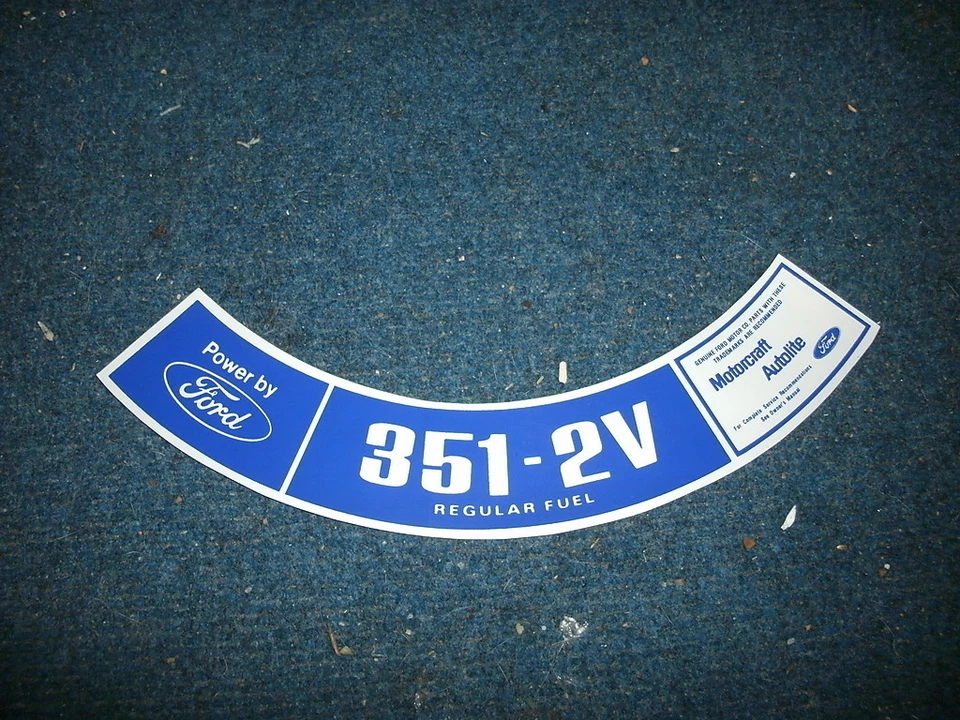 Power by
Ford
351-2V
REGULAR FUEL
GENUINE FORD MOTOR CO. PARTS WITH THESE
TRADEMARKS ARE RECOMMENDED
Motorcraft
Autolite
Ford
For Complete Service Recommendations
See Owner's Manual